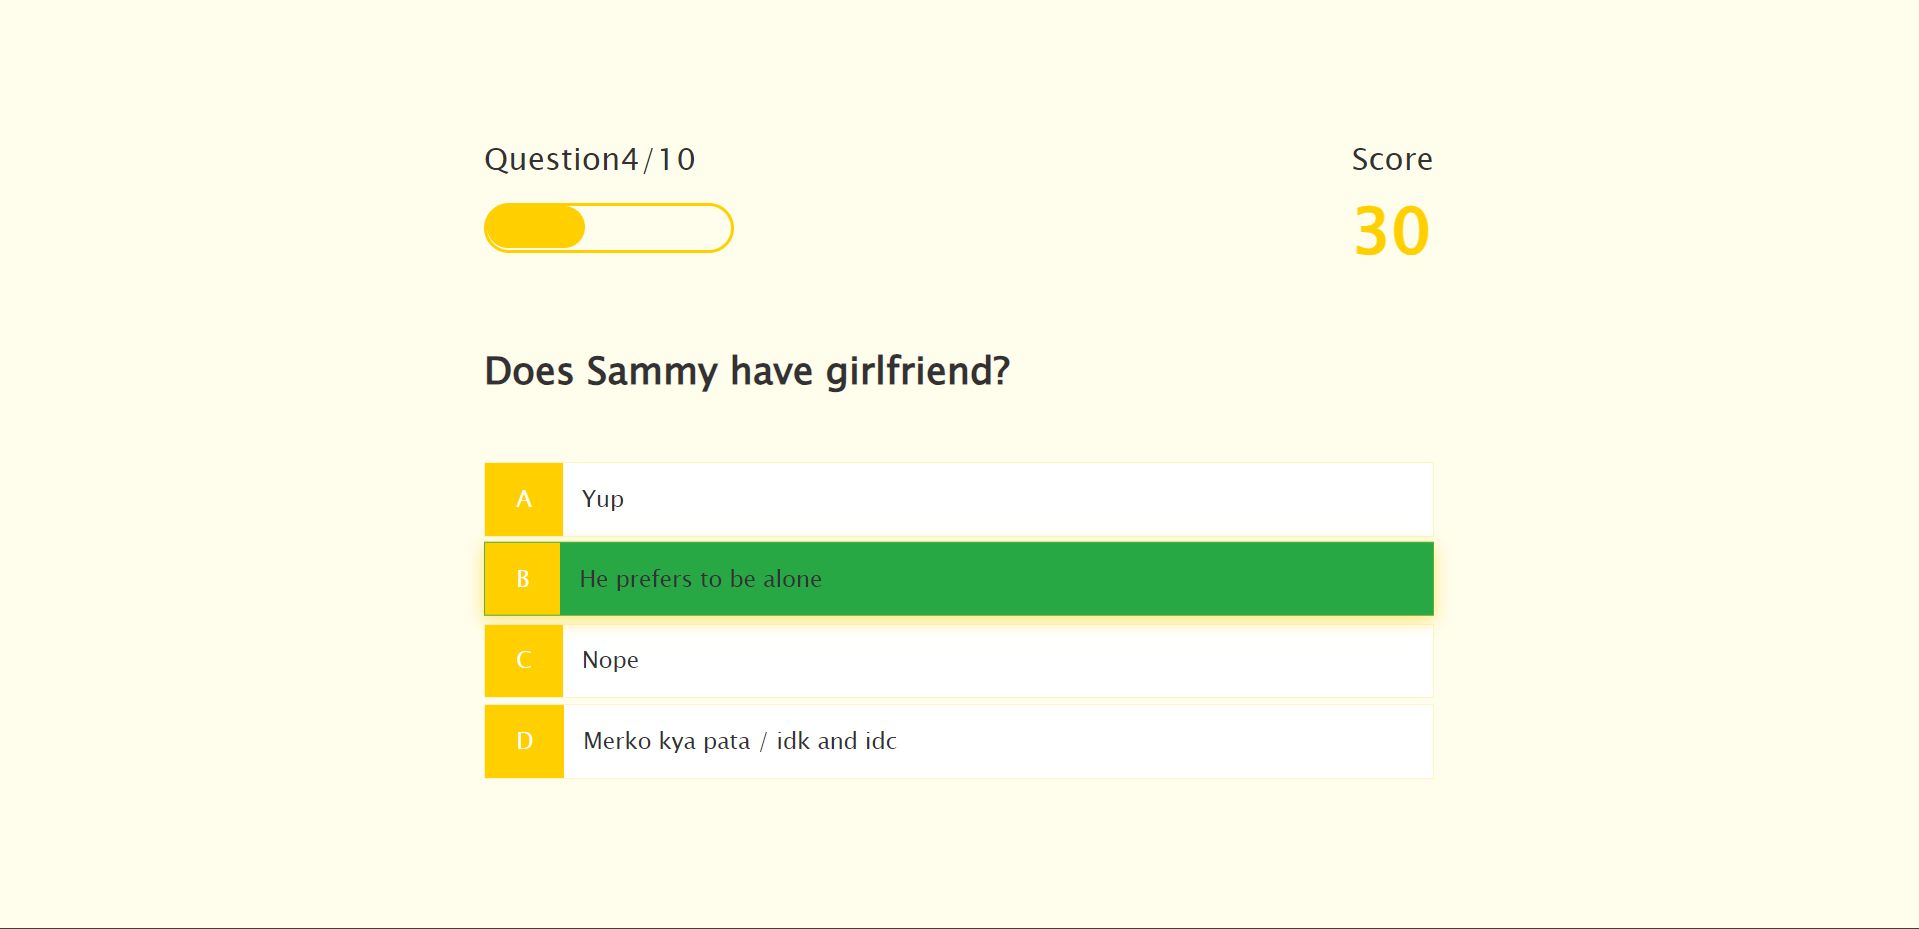 Question4/10
Score
30
Does Sammy have girlfriend?
A Yup
B He prefers to be alone
C Nope
D Merko kya pata / idk and idc